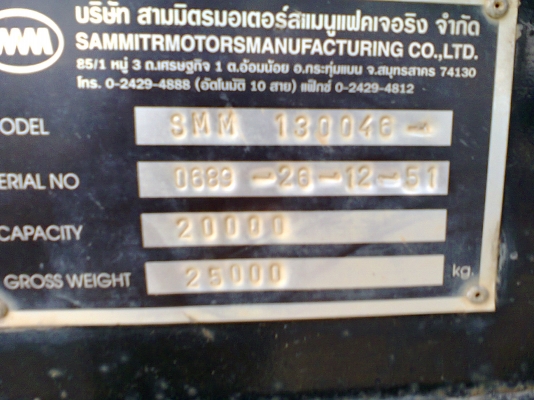 บริษัท สามมิตรมอเตอร์สแมนูแฟคเจอริง จำกัด
SMM SAMMITRMOTORSMANUFACTURING CO.,LTD.
85/1 หมู่ 3 ถ.เศรษฐกิจ 1 ต.อ้อมน้อย อ.กระทุ่มแบน จ.สมุทรสาคร 74130
โทร. 0-2429-4888 (อัตโนมัติ 10 สาย) แฟ็กซ์ 0-2429-4812
ODEL SMM 130046-
ERIAL NO 0689-26-12-51
CAPACITY 20000
GROSS WEIGHT 25000 kg.